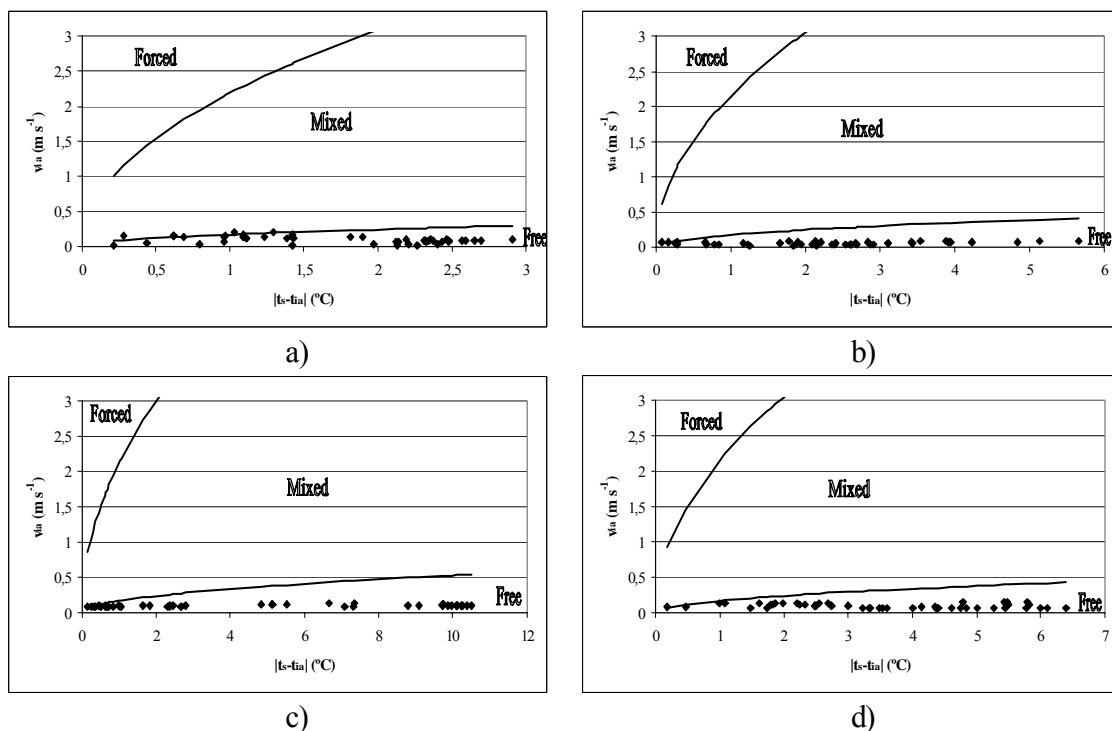 3
2,5
2
1,5
1
0,5
0
0 0,5 1 1,5 2 2,5 3
Forced
Mixed
Free
via (m s-1)
|ts-tia| (ºC)
a)
3
2,5
2
1,5
1
0,5
0
0 1 2 3 4 5 6
Forced
Mixed
Free
via (m s-1)
|ts-tia| (ºC)
b)
3
2,5
2
1,5
1
0,5
0
0 2 4 6 8 10 12
Forced
Mixed
Free
via (m s-1)
|ts-tia| (ºC)
c)
3
2,5
2
1,5
1
0,5
0
0 1 2 3 4 5 6 7
Forced
Mixed
Free
via (m s-1)
|ts-tia| (ºC)
d)